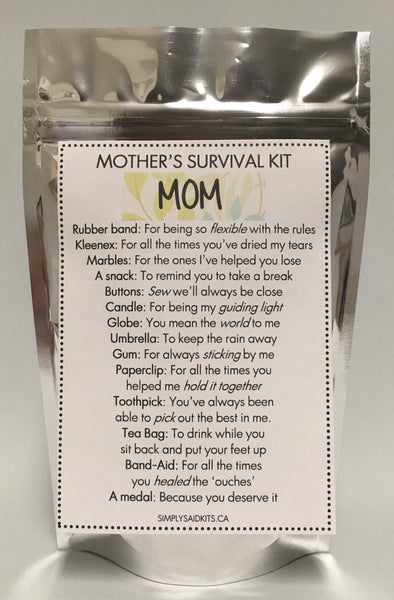 MOTHER'S SURVIVAL KIT
MOM
Rubber band: For being so flexible with the rules
Kleenex: For all the times you've dried my tears
Marbles: For the ones I've helped you lose
A snack: To remind you to take a break
Buttons: Sew we'll always be close
Candle: For being my guiding light
Globe: You mean the world to me
Umbrella: To keep the rain away
Gum: For always sticking by me
Paperclip: For all the times you
helped me hold it together
Toothpick: You've always been
able to pick out the best in me.
Tea Bag: To drink while you
sit back and put your feet up
Band-Aid: For all the times
you healed the 'ouches'
A medal: Because you deserve it
SIMPLYSAIDKITS.CA